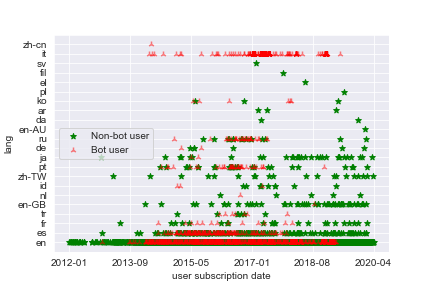 zh-cn
it
sv
fil
el
pl
ko
ar
da
en-AU
ru
de
ja
pt
zh-TW
id
nl
en-GB
tr
fr
es
en
lang
Non-bot user
Bot user
2012-01 2013-09 2015-05 2017-01 2018-08 2020-04
user subscription date